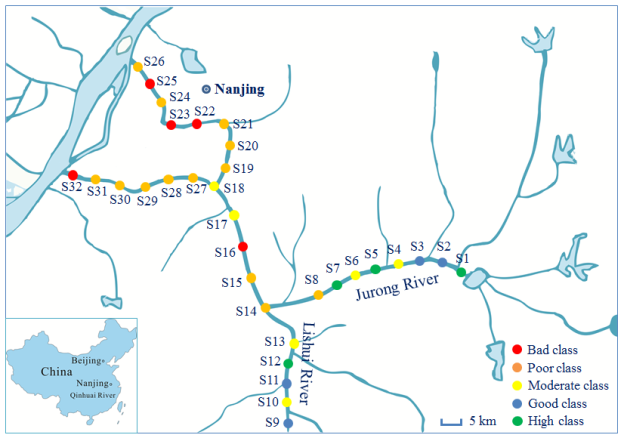 S26
S25
S24
Nanjing
S23
S22
S21
S20
S19
S32
S31
S30
S29
S28
S27
S18
S17
S16
S15
S14
S8
S7
S6
S5
S4
S3
S2
S1
Jurong River
S13
S12
S11
S10
S9
Lishui River
Beijing
China
Nanjing
Qinhuai River
Bad class
Poor class
Moderate class
Good class
High class
5 km